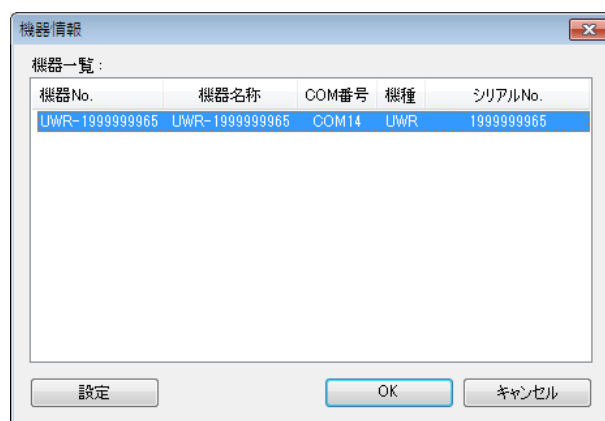 機器情報
機器一覧：
機器No. 機器名称 COM番号 機種 シリアルNo.
UWR-1999999965 UWR-1999999965 COM14 UWR 1999999965
設定 OK キャンセル